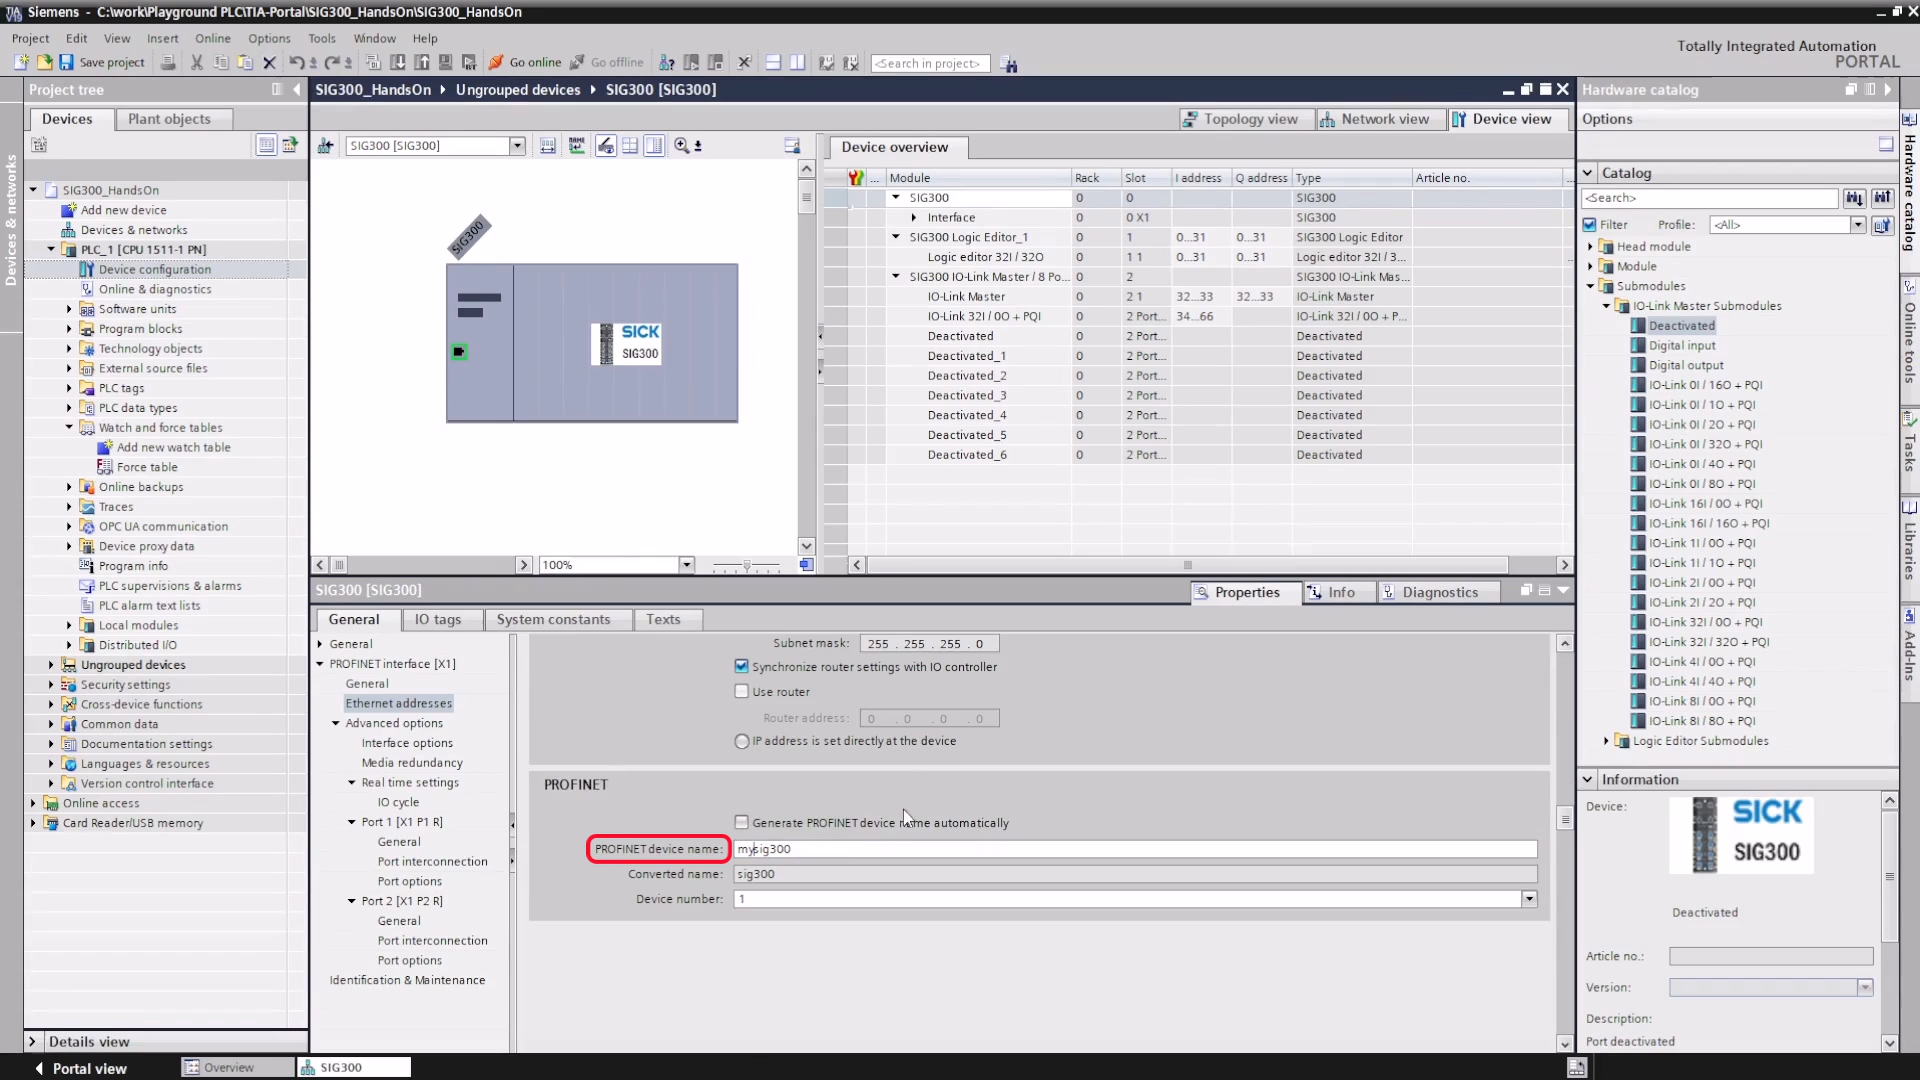 Siemens - C:\work\Playground PLC\TIA-Portal\SIG300_HandsOn\SIG300_HandsOn
Project Edit View Insert Online Options Tools Window Help
Totally Integrated Automation
PORTAL
Save project
Go online
Go offline
<Search in project>
Project tree
Devices
Plant objects
Devices & networks
SIG300_HandsOn
Add new device
Devices & networks
PLC_1 [CPU 1511-1 PN]
Device configuration
Online & diagnostics
Software units
Program blocks
Technology objects
External source files
PLC tags
PLC data types
Watch and force tables
Add new watch table
Force table
Online backups
Traces
OPC UA communication
Device proxy data
Program info
PLC supervisions & alarms
PLC alarm text lists
Local modules
Distributed I/O
Ungrouped devices
Security settings
Cross-device functions
Common data
Documentation settings
Languages & resources
Version control interface
Online access
Card Reader/USB memory
Details view
Portal view
Overview
SIG300
SIG300_HandsOn Ungrouped devices SIG300 [SIG300]
Topology view
Network view
Device view
SIG300 [SIG300]
SIG300
SICK
SIG300
100%
Device overview
... Module Rack Slot I address Q address Type Article no. ...
SIG300 0 0 SIG300
Interface 0 0 X1 SIG300
SIG300 Logic Editor_1 0 1 0...31 0...31 SIG300 Logic Editor
Logic editor 32I / 32O 0 1 1 0...31 0...31 Logic editor 32I / 3...
SIG300 IO-Link Master / 8 Po... 0 2 SIG300 IO-Link Mas...
IO-Link Master 0 2 1 32...33 32...33 IO-Link Master
IO-Link 32I / 0O + PQI 0 2 Port... 34...66 IO-Link 32I / 0O + P...
Deactivated 0 2 Port... Deactivated
Deactivated_1 0 2 Port... Deactivated
Deactivated_2 0 2 Port... Deactivated
Deactivated_3 0 2 Port... Deactivated
Deactivated_4 0 2 Port... Deactivated
Deactivated_5 0 2 Port... Deactivated
Deactivated_6 0 2 Port... Deactivated
SIG300 [SIG300]
Properties
Info
Diagnostics
General
IO tags
System constants
Texts
General
PROFINET interface [X1]
General
Ethernet addresses
Advanced options
Interface options
Media redundancy
Real time settings
IO cycle
Port 1 [X1 P1 R]
General
Port interconnection
Port options
Port 2 [X1 P2 R]
General
Port interconnection
Port options
Identification & Maintenance
Subnet mask: 255 . 255 . 255 . 0
Synchronize router settings with IO controller
Use router
Router address: 0 . 0 . 0 . 0
IP address is set directly at the device
PROFINET
Generate PROFINET device name automatically
PROFINET device name: mysig300
Converted name: sig300
Device number: 1
Hardware catalog
Options
Catalog
<Search>
Filter Profile: <All>
Head module
Module
Submodules
IO-Link Master Submodules
Deactivated
Digital input
Digital output
IO-Link 0I / 16O + PQI
IO-Link 0I / 1O + PQI
IO-Link 0I / 2O + PQI
IO-Link 0I / 32O + PQI
IO-Link 0I / 4O + PQI
IO-Link 0I / 8O + PQI
IO-Link 16I / 0O + PQI
IO-Link 16I / 16O + PQI
IO-Link 1I / 0O + PQI
IO-Link 1I / 1O + PQI
IO-Link 2I / 0O + PQI
IO-Link 2I / 2O + PQI
IO-Link 32I / 0O + PQI
IO-Link 32I / 32O + PQI
IO-Link 4I / 0O + PQI
IO-Link 4I / 4O + PQI
IO-Link 8I / 0O + PQI
IO-Link 8I / 8O + PQI
Logic Editor Submodules
Information
Device:
SICK
SIG300
Deactivated
Article no.:
Version:
Description:
Port deactivated
Hardware catalog
Online tools
Tasks
Libraries
Add-Ins